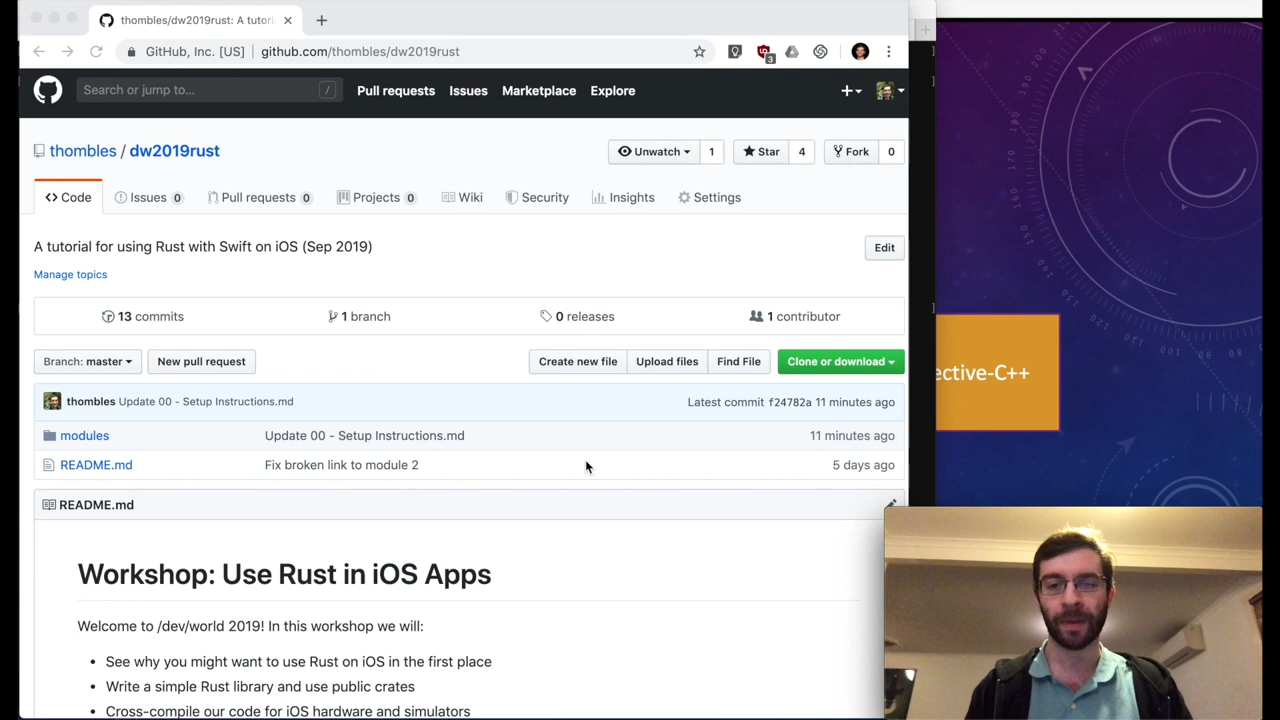 thombles/dw2019rust: A tutori
GitHub, Inc. [US] | github.com/thombles/dw2019rust
3
Search or jump to... /
Pull requests Issues Marketplace Explore
thombles / dw2019rust
Unwatch 1 Star 4 Fork 0
Code Issues 0 Pull requests 0 Projects 0 Wiki Security Insights Settings
A tutorial for using Rust with Swift on iOS (Sep 2019)
Edit
Manage topics
13 commits 1 branch 0 releases 1 contributor
Branch: master New pull request Create new file Upload files Find File Clone or download
ective-C++
thombles Update 00 - Setup Instructions.md Latest commit f24782a 11 minutes ago
modules Update 00 - Setup Instructions.md 11 minutes ago
README.md Fix broken link to module 2 5 days ago
README.md
Workshop: Use Rust in iOS Apps
Welcome to /dev/world 2019! In this workshop we will:
• See why you might want to use Rust on iOS in the first place
• Write a simple Rust library and use public crates
• Cross-compile our code for iOS hardware and simulators